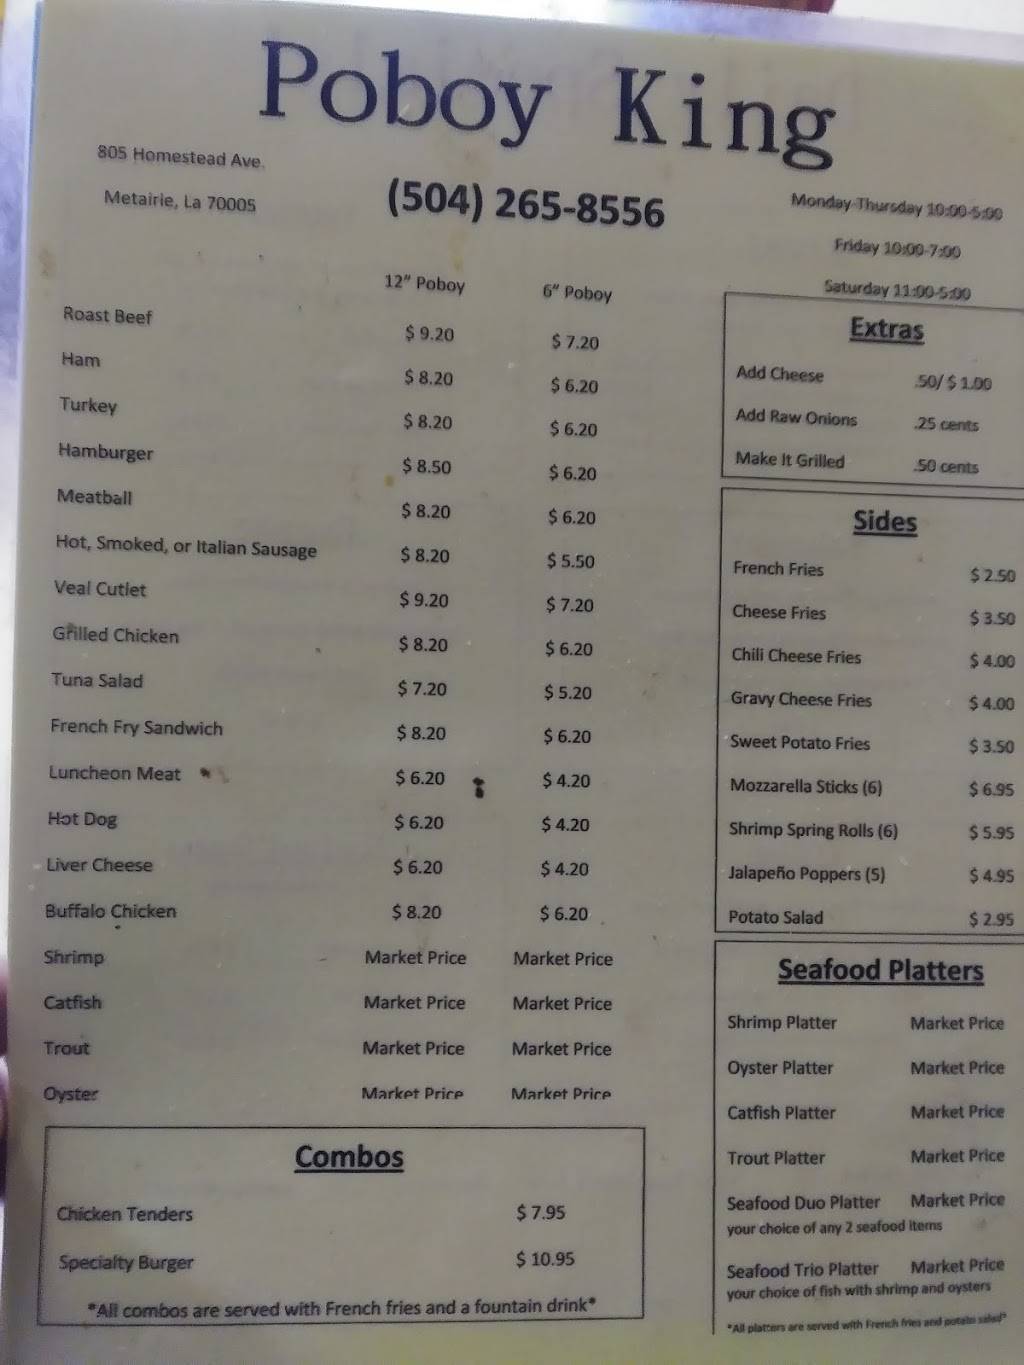 Poboy King
805 Homestead Ave.
Metairie, La 70005
(504) 265-8556
Monday-Thursday 10:00-5:00
Friday 10:00-7:00
Saturday 11:00-5:00
12" Poboy 6" Poboy
Roast Beef $ 9.20 $ 7.20
Ham $ 8.20 $ 6.20
Turkey $ 8.20 $ 6.20
Hamburger $ 8.50 $ 6.20
Meatball $ 8.20 $ 6.20
Hot, Smoked, or Italian Sausage $ 8.20 $ 5.50
Veal Cutlet $ 9.20 $ 7.20
Grilled Chicken $ 8.20 $ 6.20
Tuna Salad $ 7.20 $ 5.20
French Fry Sandwich $ 8.20 $ 6.20
Luncheon Meat $ 6.20 $ 4.20
Hot Dog $ 6.20 $ 4.20
Liver Cheese $ 6.20 $ 4.20
Buffalo Chicken $ 8.20 $ 6.20
Shrimp Market Price Market Price
Catfish Market Price Market Price
Trout Market Price Market Price
Oyster Market Price Market Price
Combos
Chicken Tenders $ 7.95
Specialty Burger $ 10.95
*All combos are served with French fries and a fountain drink*
Extras
Add Cheese .50/ $ 1.00
Add Raw Onions .25 cents
Make It Grilled .50 cents
Sides
French Fries $ 2.50
Cheese Fries $ 3.50
Chili Cheese Fries $ 4.00
Gravy Cheese Fries $ 4.00
Sweet Potato Fries $ 3.50
Mozzarella Sticks (6) $ 6.95
Shrimp Spring Rolls (6) $ 5.95
Jalapeño Poppers (5) $ 4.95
Potato Salad $ 2.95
Seafood Platters
Shrimp Platter Market Price
Oyster Platter Market Price
Catfish Platter Market Price
Trout Platter Market Price
Seafood Duo Platter Market Price
your choice of any 2 seafood items
Seafood Trio Platter Market Price
your choice of fish with shrimp and oysters
*All platters are served with French fries and potato salad*